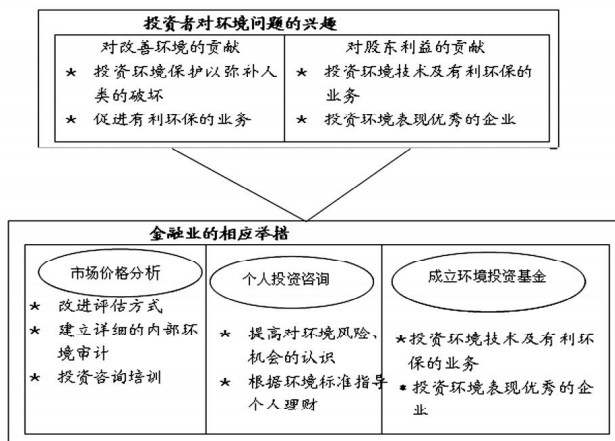 投资者对环境问题的兴趣
对改善环境的贡献
* 投资环境保护以弥补人
类的破坏
* 促进有利环保的业务
对股东利益的贡献
* 投资环境技术及有利环保的
业务
* 投资环境表现优秀的企业
金融业的相应举措
市场价格分析
* 改进评估方式
* 建立详细的内部环
境审计
* 投资咨询培训
个人投资咨询
* 提高对环境风险、
机会的认识
* 根据环境标准指导
个人理财
成立环境投资基金
*投资环境技术及有利环
保的业务
*投资环境表现优秀的企
业